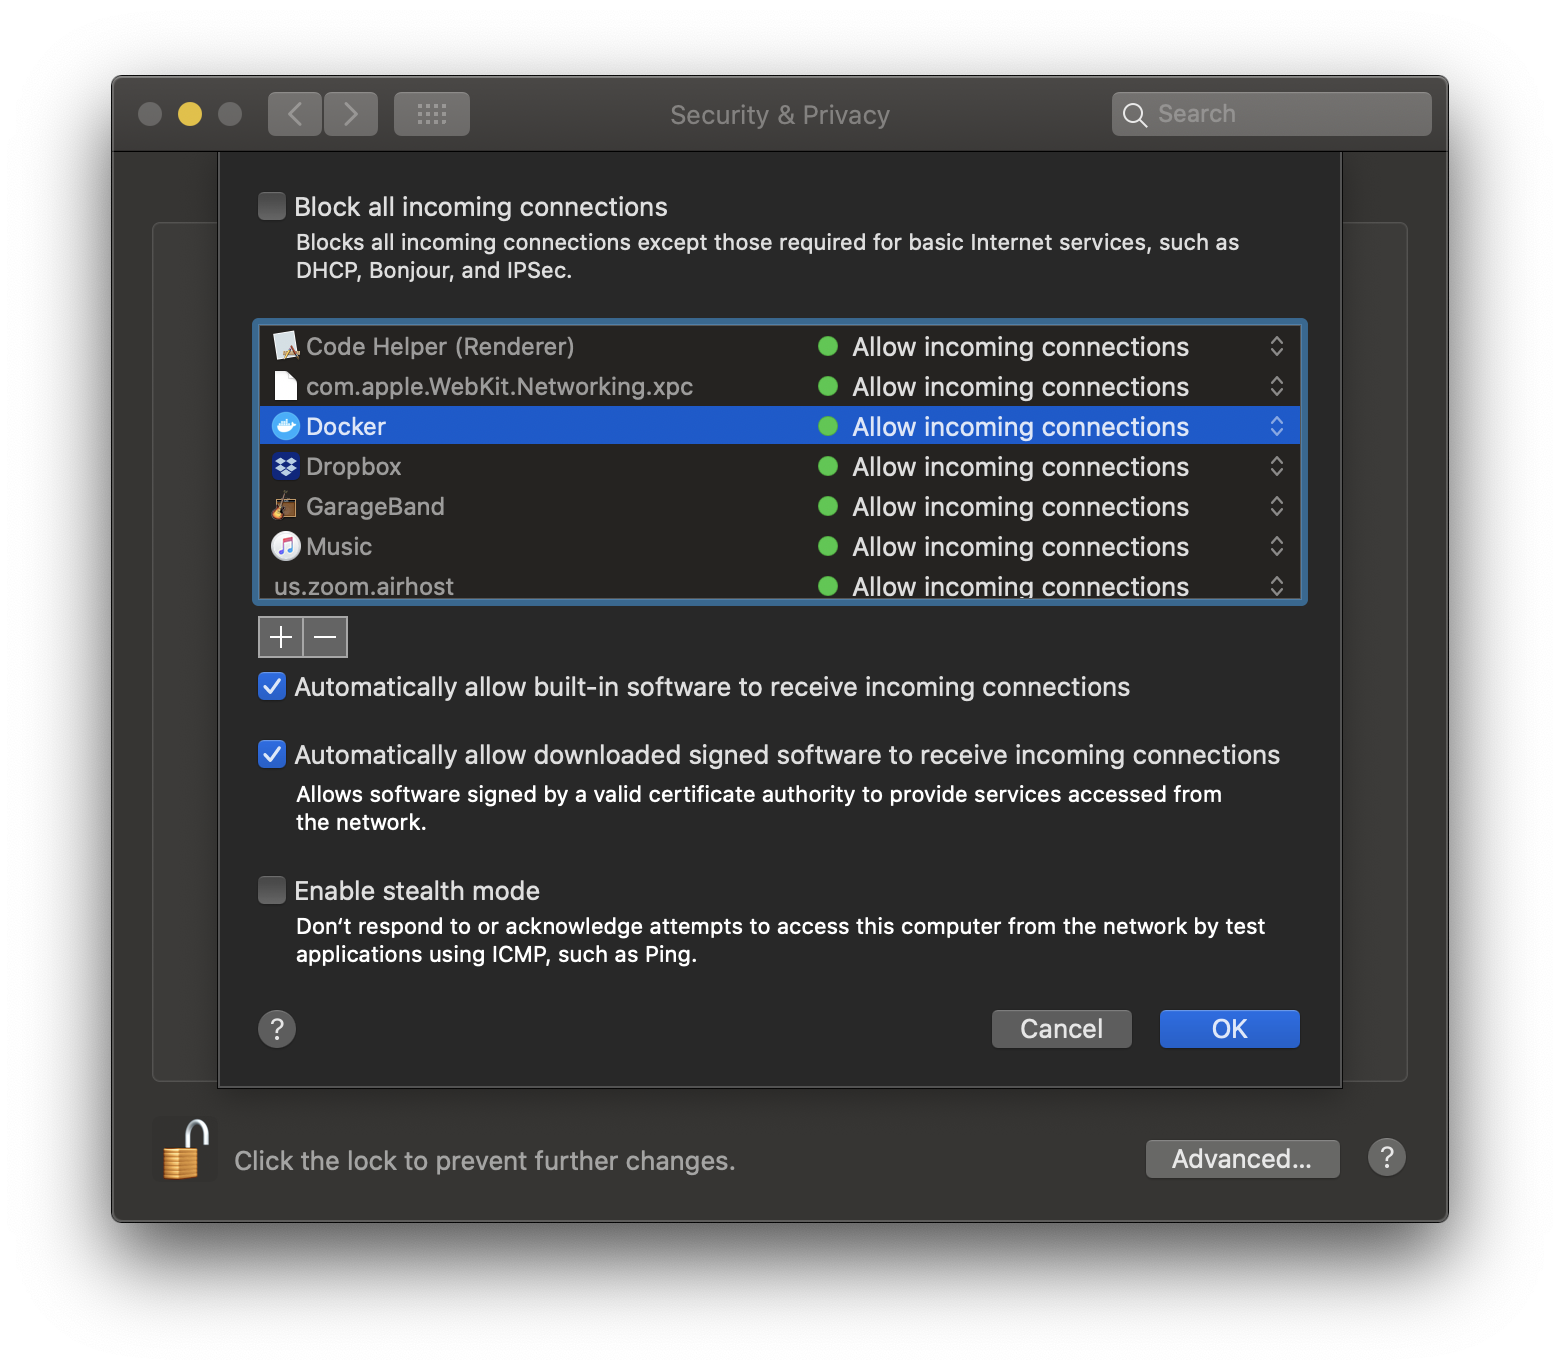 Security & Privacy
Search
Block all incoming connections
Blocks all incoming connections except those required for basic Internet services, such as
DHCP, Bonjour, and IPSec.
Code Helper (Renderer) Allow incoming connections
com.apple.WebKit.Networking.xpc Allow incoming connections
Docker Allow incoming connections
Dropbox Allow incoming connections
GarageBand Allow incoming connections
Music Allow incoming connections
us.zoom.airhost Allow incoming connections
Automatically allow built-in software to receive incoming connections
Automatically allow downloaded signed software to receive incoming connections
Allows software signed by a valid certificate authority to provide services accessed from
the network.
Enable stealth mode
Don‘t respond to or acknowledge attempts to access this computer from the network by test
applications using ICMP, such as Ping.
? Cancel OK
Click the lock to prevent further changes. Advanced... ?